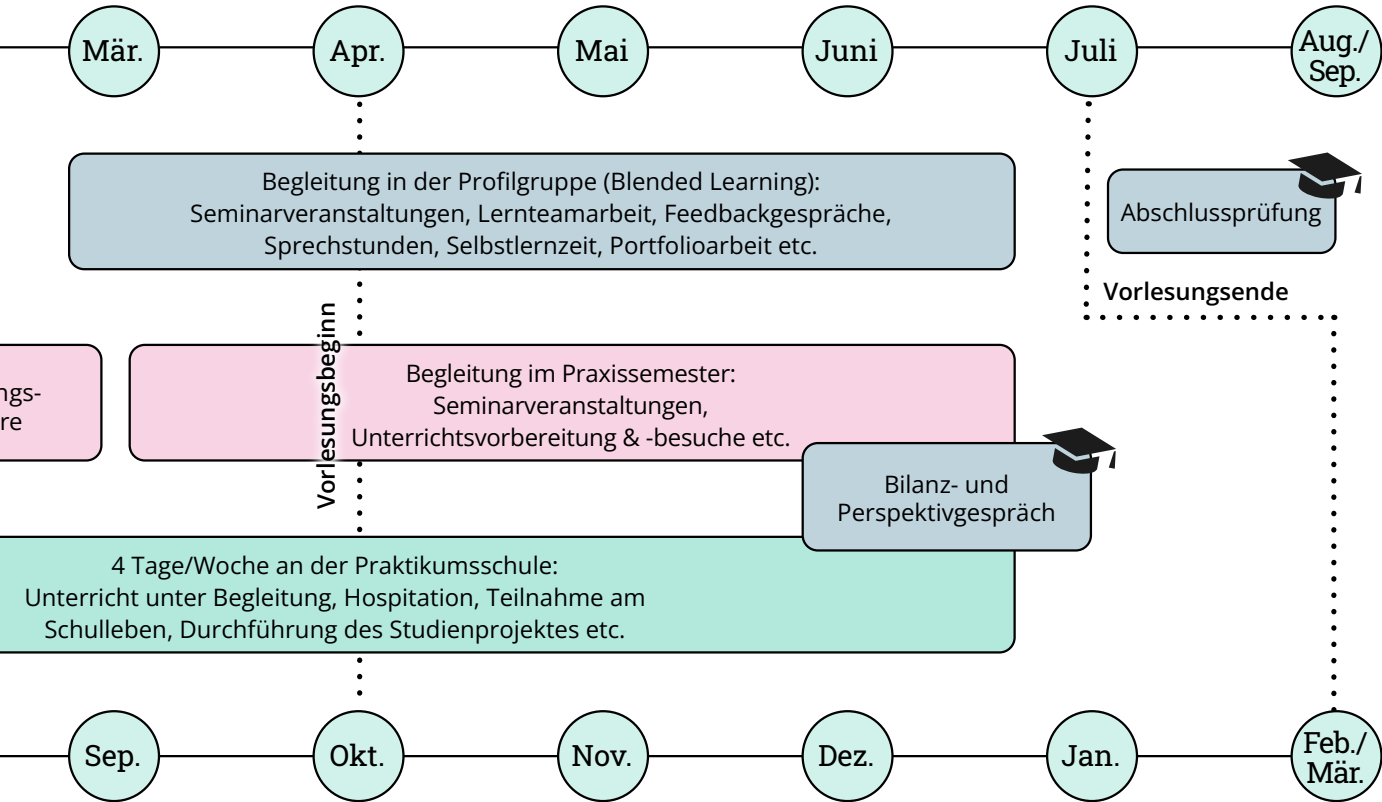 Mär.
Apr.
Mai
Juni
Juli
Aug./
Sep.
Begleitung in der Profilgruppe (Blended Learning):
Seminarveranstaltungen, Lernteamarbeit, Feedbackgespräche,
Sprechstunden, Selbstlernzeit, Portfolioarbeit etc.
Abschlussprüfung
Vorlesungsende
Vorlesungsbeginn
ngs-
re
Begleitung im Praxissemester:
Seminarveranstaltungen,
Unterrichtsvorbereitung & -besuche etc.
Bilanz- und
Perspektivgespräch
4 Tage/Woche an der Praktikumsschule:
Unterricht unter Begleitung, Hospitation, Teilnahme am
Schulleben, Durchführung des Studienprojektes etc.
Sep.
Okt.
Nov.
Dez.
Jan.
Feb./
Mär.